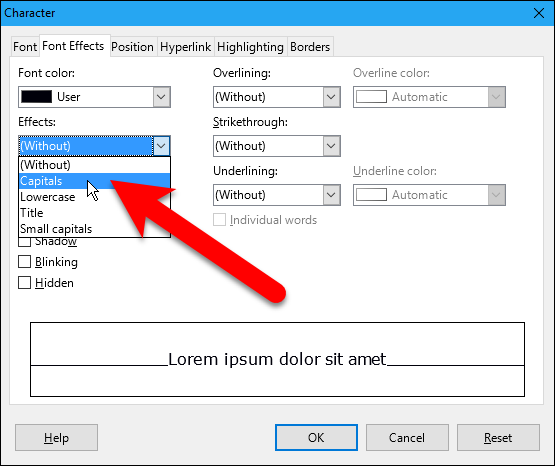 Character
Font Font Effects Position Hyperlink Highlighting Borders
Font color: Overlining: Overline color:
User (Without) Automatic
Effects: Strikethrough:
(Without) (Without)
(Without)
Capitals Underlining: Underline color:
Lowercase (Without) Automatic
Title
Small capitals Individual words
Shadow
Blinking
Hidden
Lorem ipsum dolor sit amet
Help OK Cancel Reset